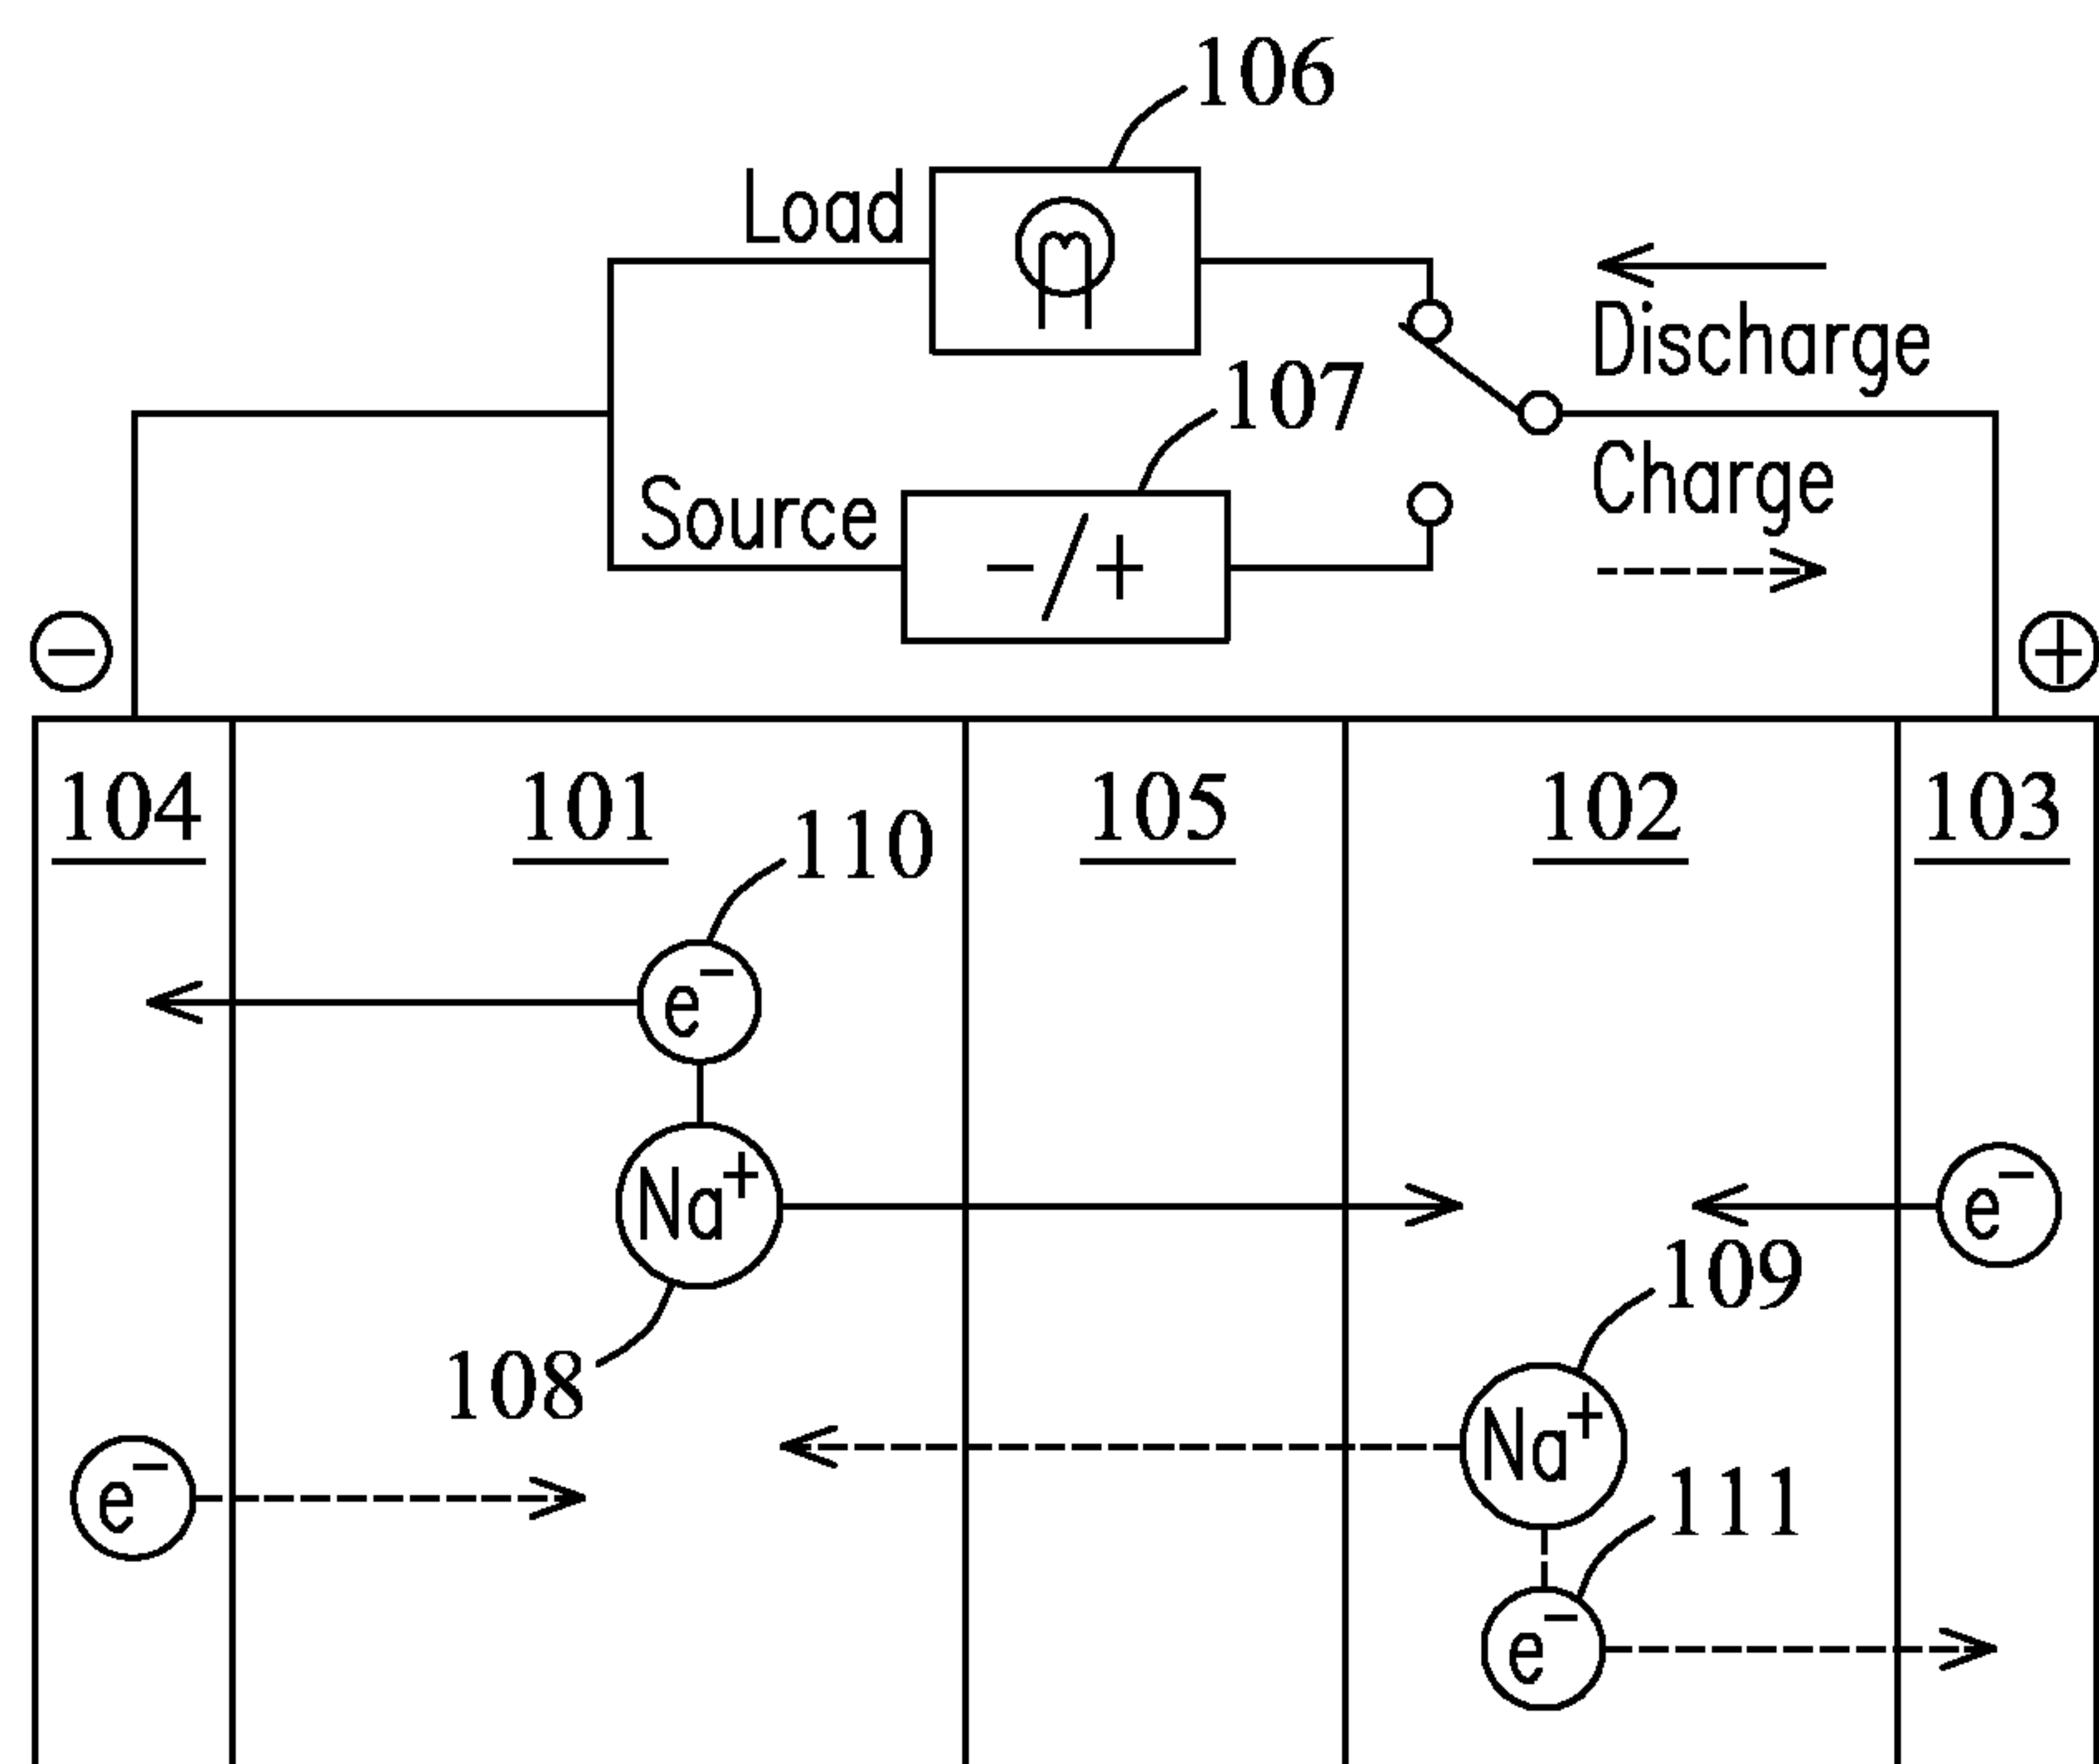 106
Load
Discharge
107
Source
Charge
− / +
−
+
104
101
105
102
103
110
e−
Na+
e−
109
108
Na+
e−
111
e−